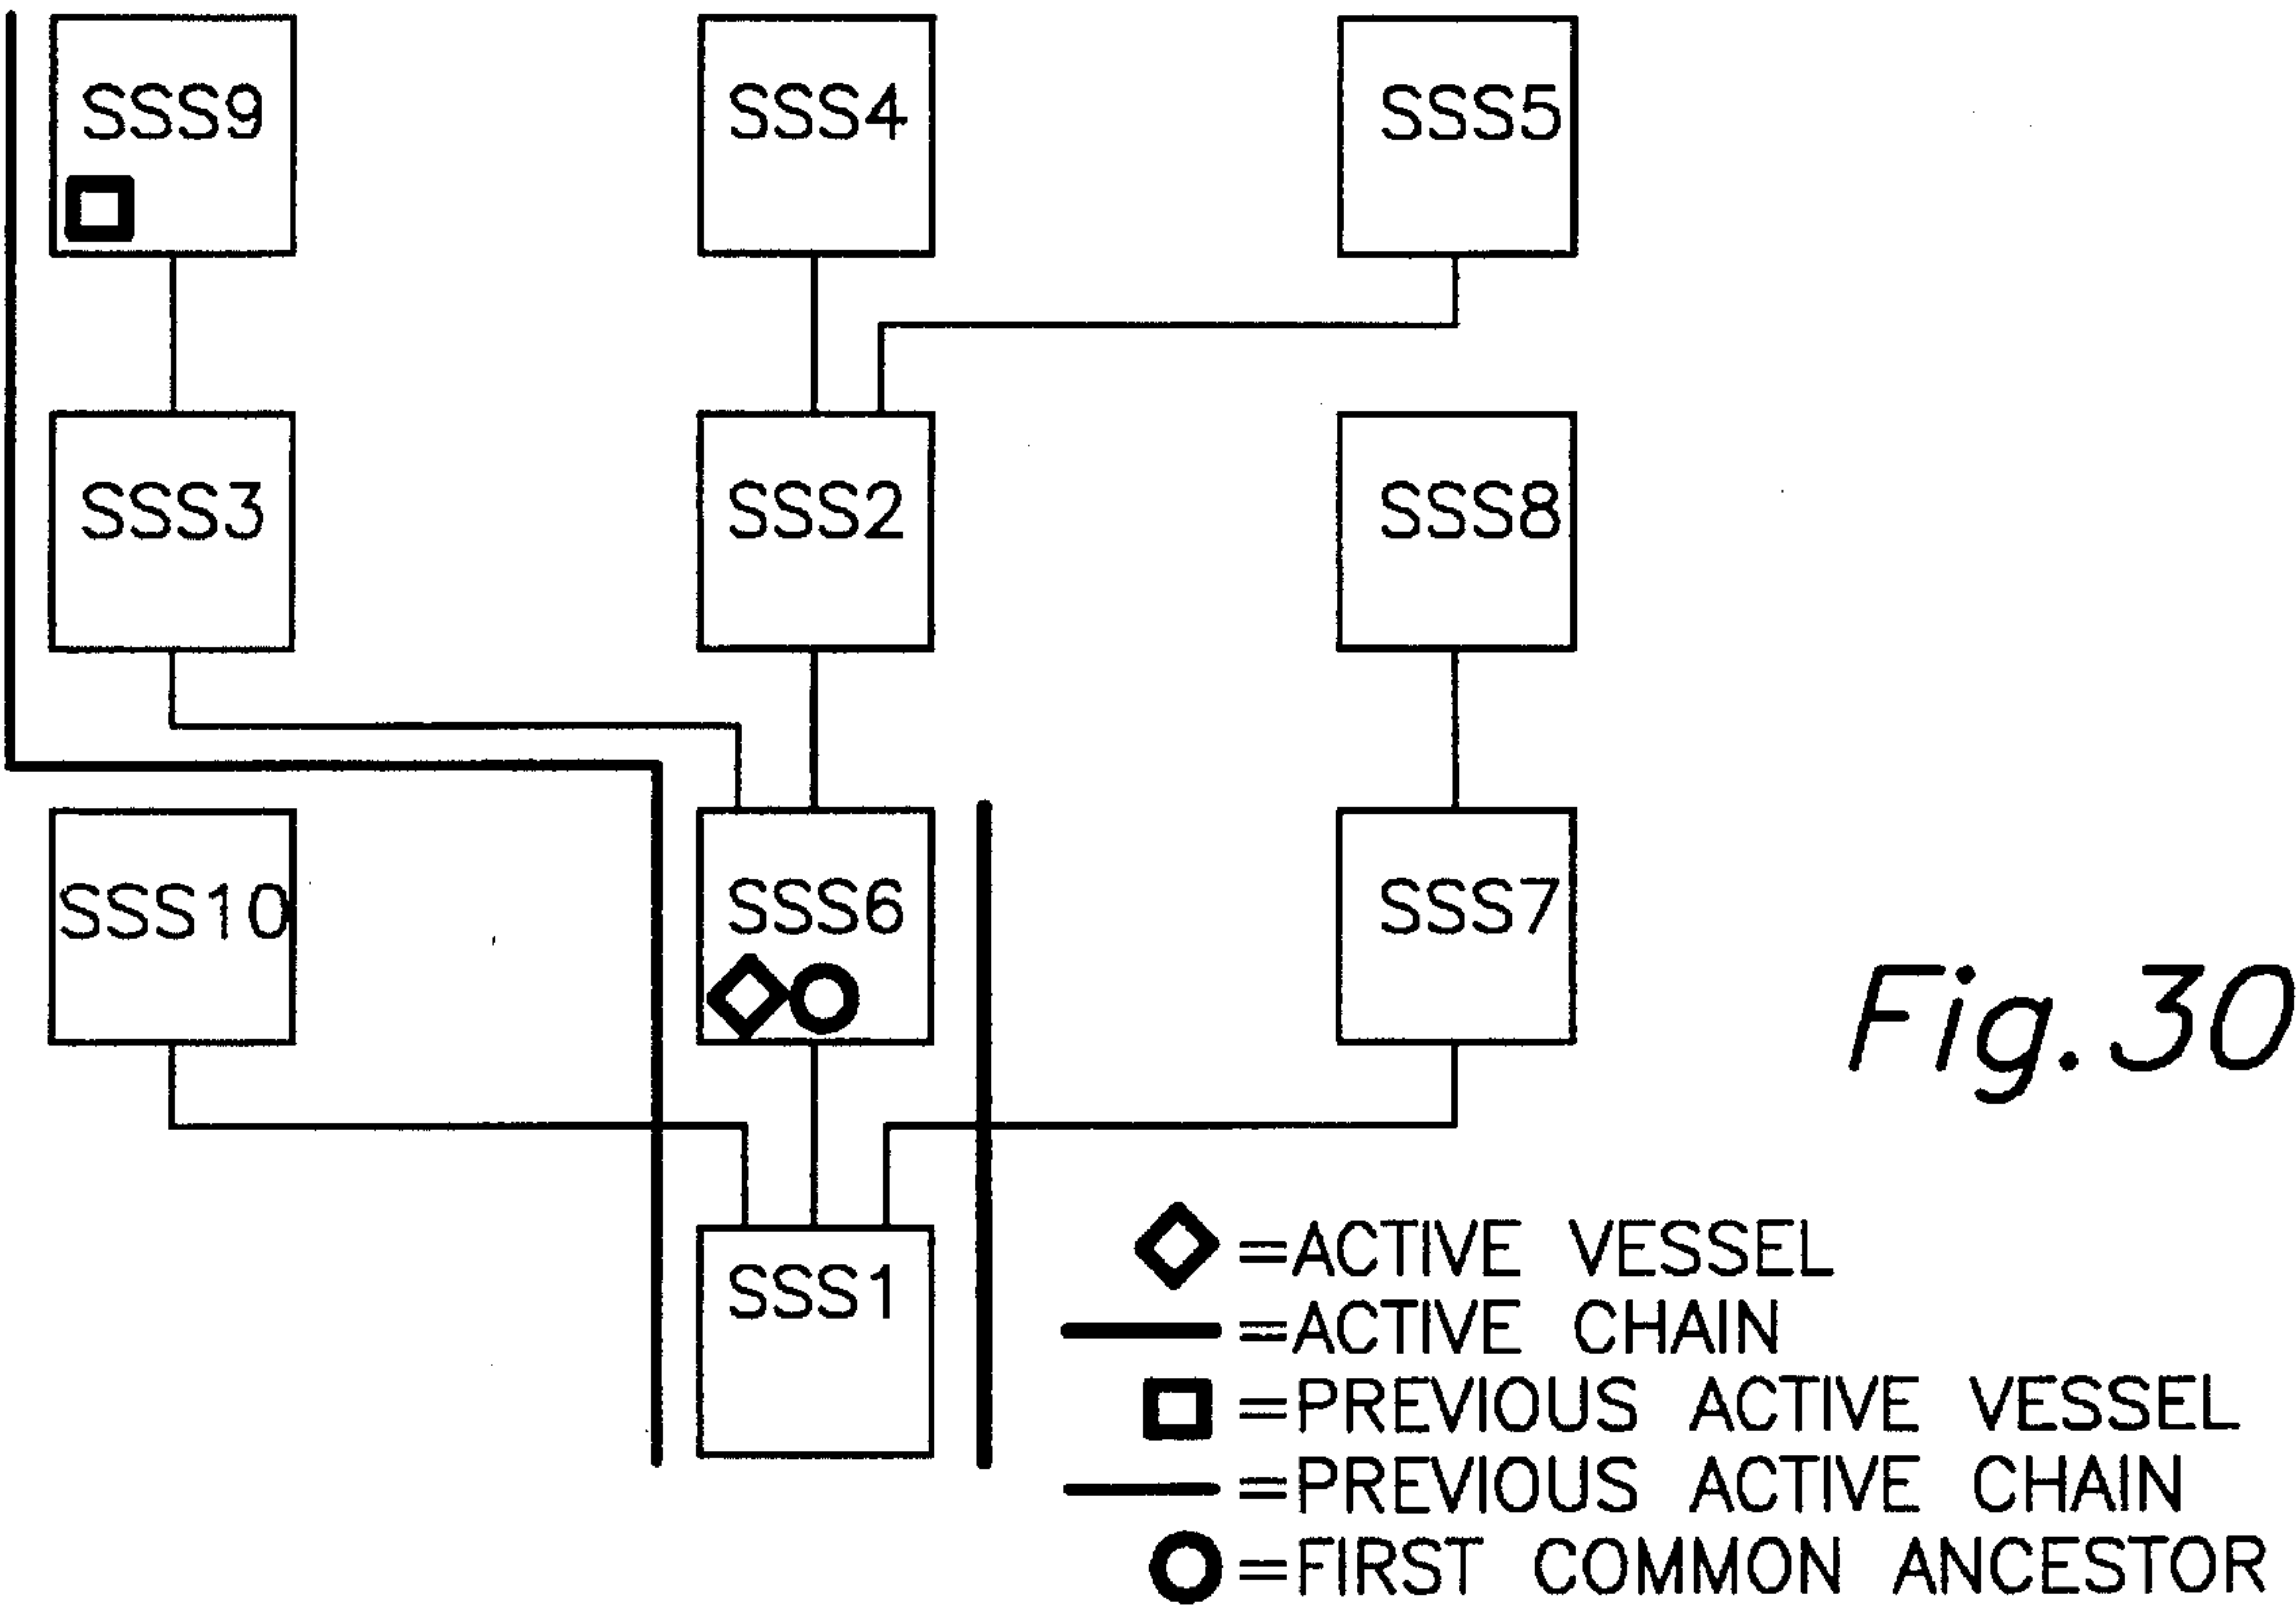 SSS9
SSS4
SSS5
SSS3
SSS2
SSS8
SSS10
SSS6
SSS7
Fig. 30
SSS1
=ACTIVE VESSEL
=ACTIVE CHAIN
=PREVIOUS ACTIVE VESSEL
=PREVIOUS ACTIVE CHAIN
=FIRST COMMON ANCESTOR